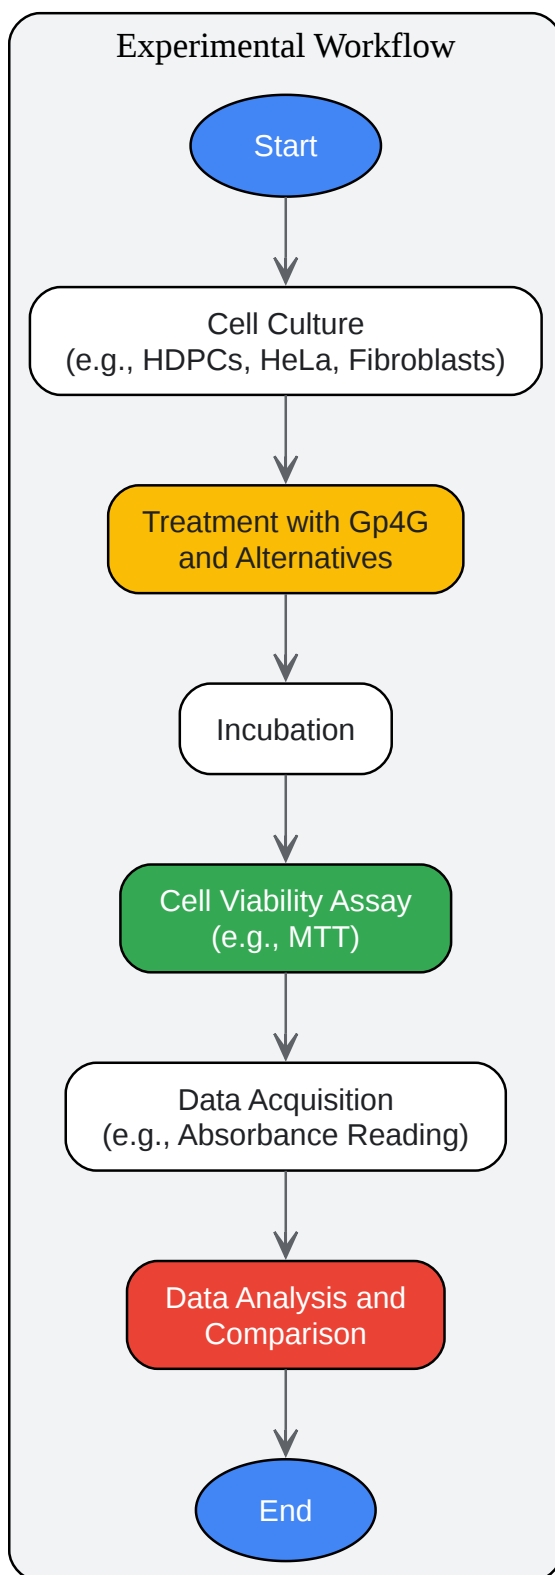 Experimental Workflow
Start
Cell Culture
(e.g., HDPCs, HeLa, Fibroblasts)
Treatment with Gp4G
and Alternatives
Incubation
Cell Viability Assay
(e.g., MTT)
Data Acquisition
(e.g., Absorbance Reading)
Data Analysis and
Comparison
End